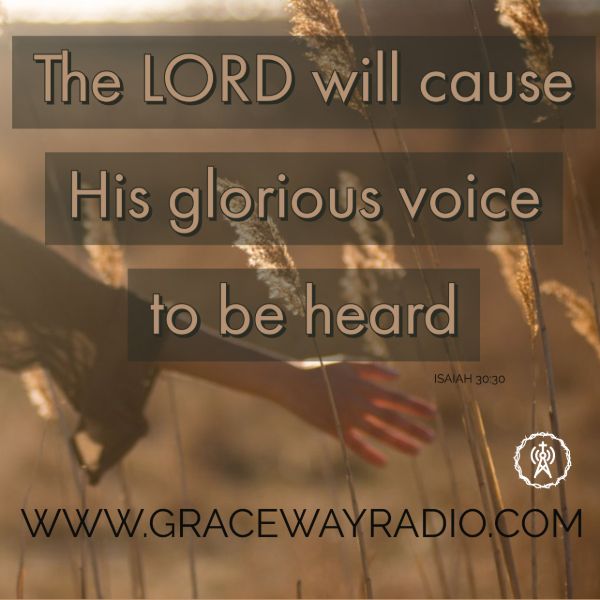 The LORD will cause
His glorious voice
to be heard
ISAIAH 30:30
WWW.GRACEWAYRADIO.COM